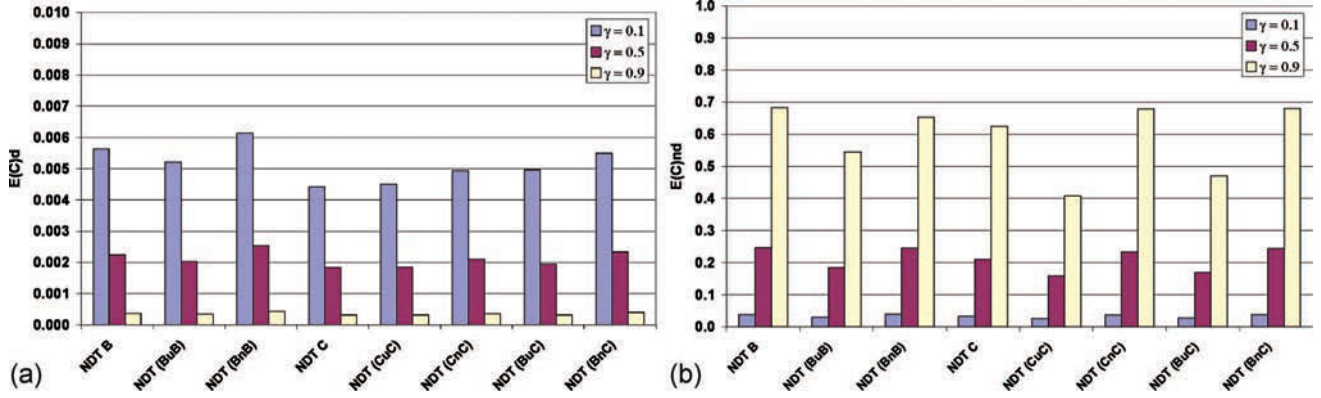 0.010
0.009
0.008
0.007
0.006
0.005
0.004
0.003
0.002
0.001
0.000
E(C)d
γ = 0.1
γ = 0.5
γ = 0.9
NDT B
NDT (BuB)
NDT (BnB)
NDT C
NDT (CuC)
NDT (CnC)
NDT (BuC)
NDT (BnC)
(a)
1.0
0.9
0.8
0.7
0.6
0.5
0.4
0.3
0.2
0.1
0.0
E(C)nd
γ = 0.1
γ = 0.5
γ = 0.9
NDT B
NDT (BuB)
NDT (BnB)
NDT C
NDT (CuC)
NDT (CnC)
NDT (BuC)
NDT (BnC)
(b)